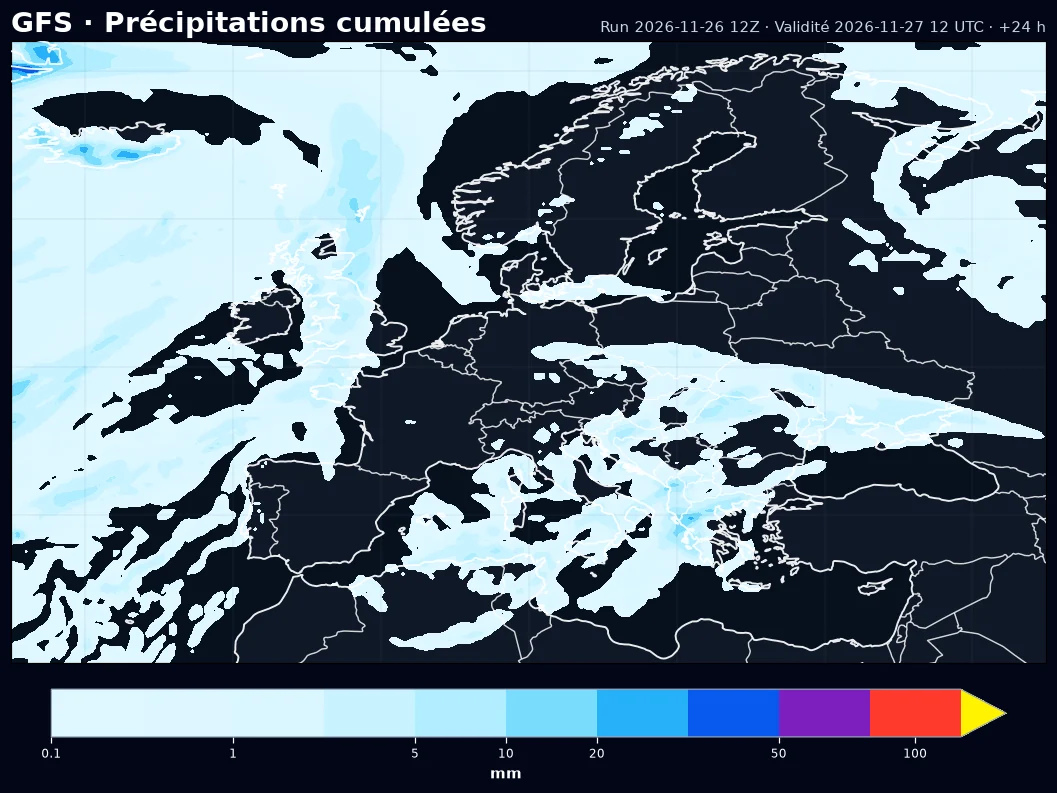 GFS · Précipitations cumulées
Run 2026-11-26 12Z · Validité 2026-11-27 12 UTC · +24 h
0.1 1 5 10 20 50 100
mm